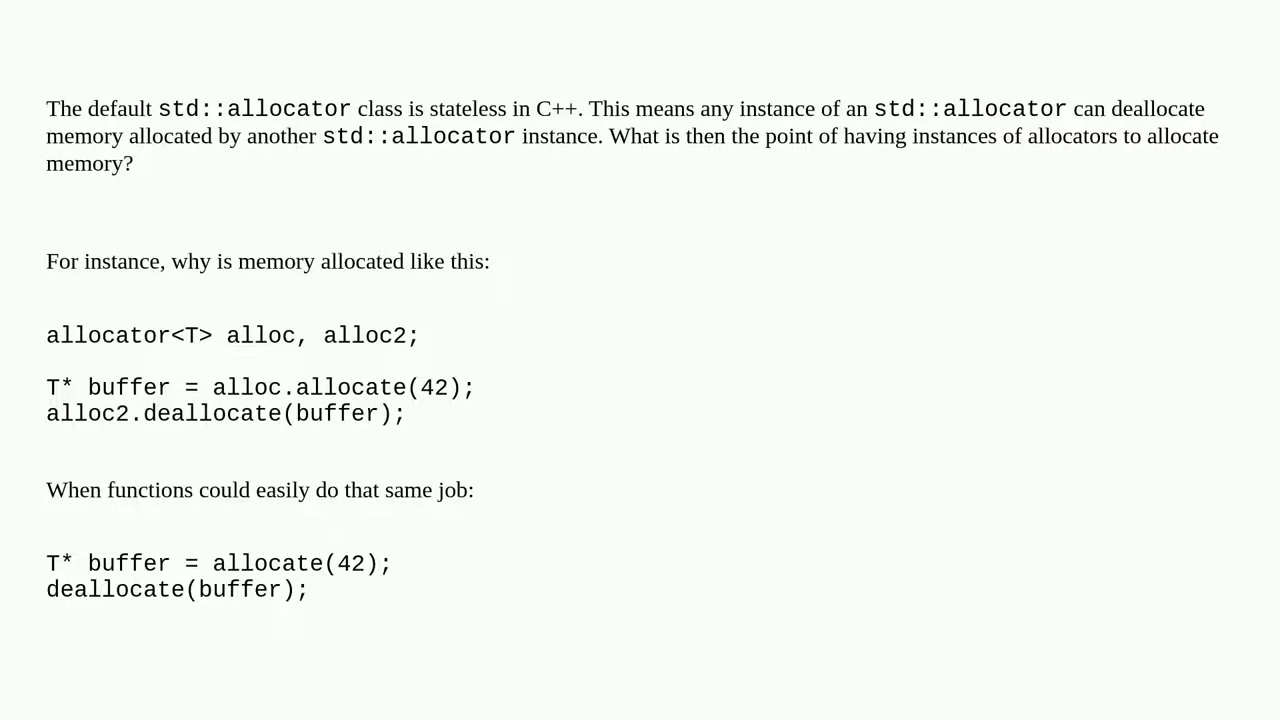 The default std::allocator class is stateless in C++. This means any instance of an std::allocator can deallocate
memory allocated by another std::allocator instance. What is then the point of having instances of allocators to allocate
memory?
For instance, why is memory allocated like this:
allocator<T> alloc, alloc2;
T* buffer = alloc.allocate(42);
alloc2.deallocate(buffer);
When functions could easily do that same job:
T* buffer = allocate(42);
deallocate(buffer);